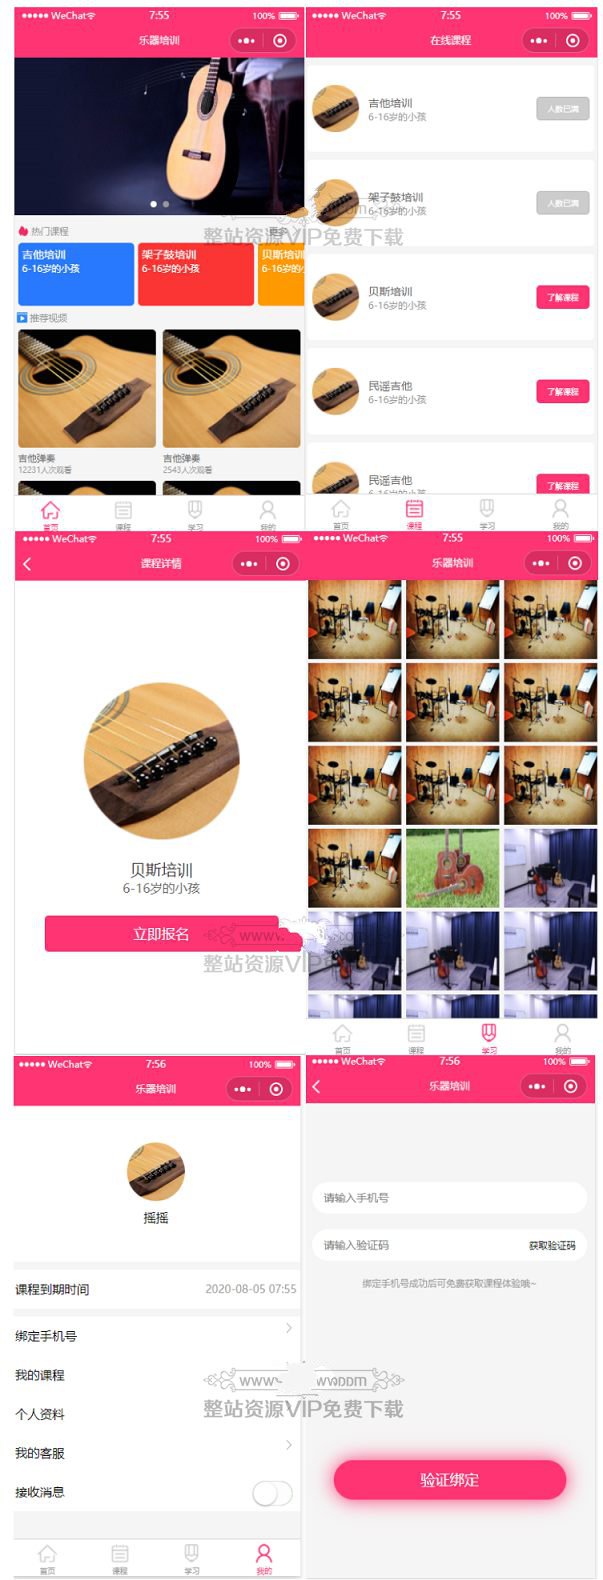 WeChat 7:55 100%
乐器培训
热门课程 更多
吉他培训
6-16岁的小孩
架子鼓培训
6-16岁的小孩
贝斯培训
6-16岁的小
推荐视频
吉他弹奏
12231人次观看
吉他弹奏
2543人次观看
首页 课程 学习 我的
WeChat 7:55 100%
在线课程
吉他培训
6-16岁的小孩
人数已满
架子鼓培训
6-16岁的小孩
人数已满
贝斯培训
6-16岁的小孩
了解课程
民谣吉他
6-16岁的小孩
了解课程
民谣吉他
6-16岁的小孩
了解课程
首页 课程 学习 我的
整站资源VIP免费下载
WeChat 7:55 100%
课程详情
贝斯培训
6-16岁的小孩
立即报名
WeChat 7:55 100%
乐器培训
首页 课程 学习 我的
整站资源VIP免费下载
WeChat 7:56 100%
乐器培训
摇摇
课程到期时间 2020-08-05 07:55
绑定手机号
我的课程
个人资料
我的客服
接收消息
首页 课程 学习 我的
WeChat 7:56 100%
乐器培训
请输入手机号
请输入验证码 获取验证码
绑定手机号成功后可免费获取课程体验哦~
验证绑定
整站资源VIP免费下载